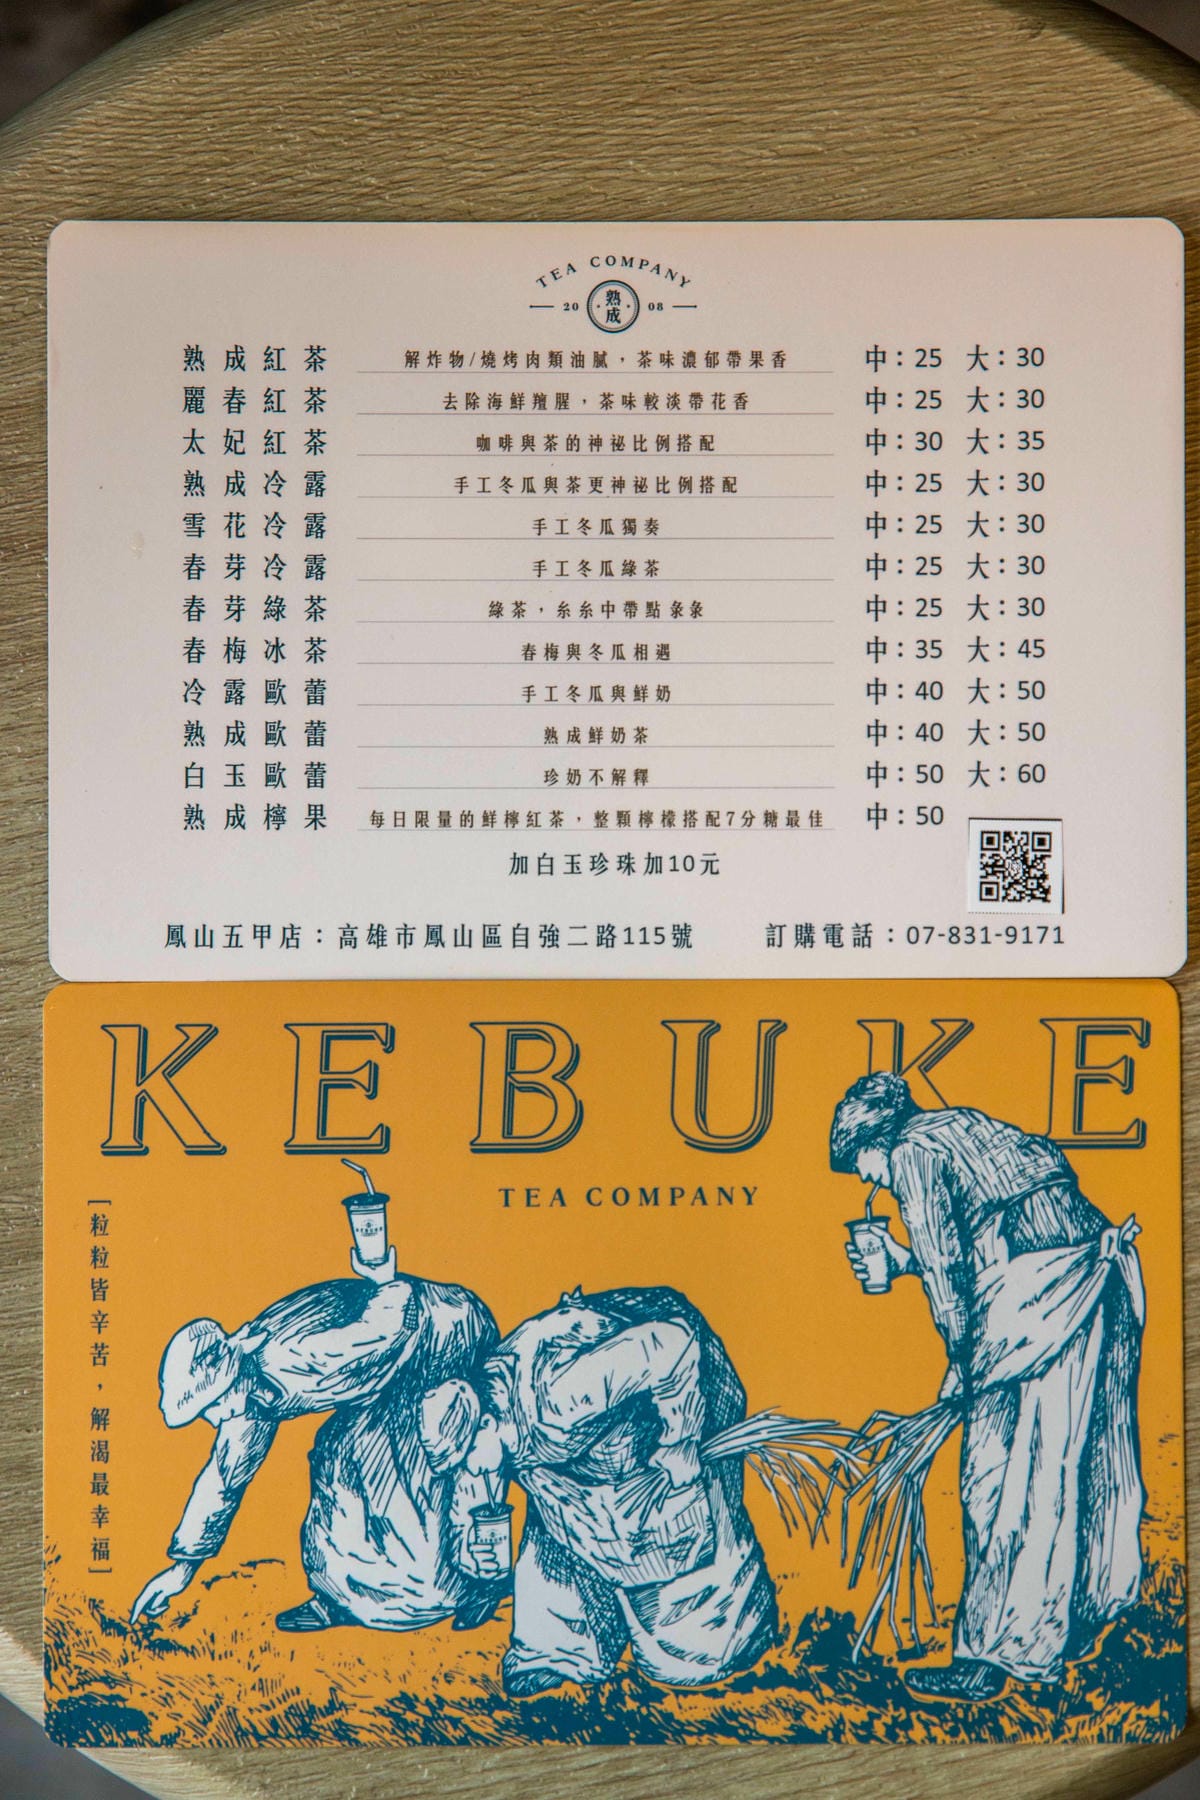 TEA COMPANY
20 熟成 08
熟成紅茶 解炸物/燒烤肉類油膩，茶味濃郁帶果香 中：25 大：30
麗春紅茶 去除海鮮羶腥，茶味較淡帶花香 中：25 大：30
太妃紅茶 咖啡與茶的神祕比例搭配 中：30 大：35
熟成冷露 手工冬瓜與茶更神祕比例搭配 中：25 大：30
雪花冷露 手工冬瓜獨奏 中：25 大：30
春芽冷露 手工冬瓜綠茶 中：25 大：30
春芽綠茶 綠茶，糸糸中帶點彔彔 中：25 大：30
春梅冰茶 春梅與冬瓜相遇 中：35 大：45
冷露歐蕾 手工冬瓜與鮮奶 中：40 大：50
熟成歐蕾 熟成鮮奶茶 中：40 大：50
白玉歐蕾 珍奶不解釋 中：50 大：60
熟成檸果 每日限量的鮮檸紅茶，整顆檸檬搭配7分糖最佳 中：50
加白玉珍珠加10元
鳳山五甲店：高雄市鳳山區自強二路115號 訂購電話：07-831-9171
KEBUKE
TEA COMPANY
[粒粒皆辛苦，解渴最幸福]